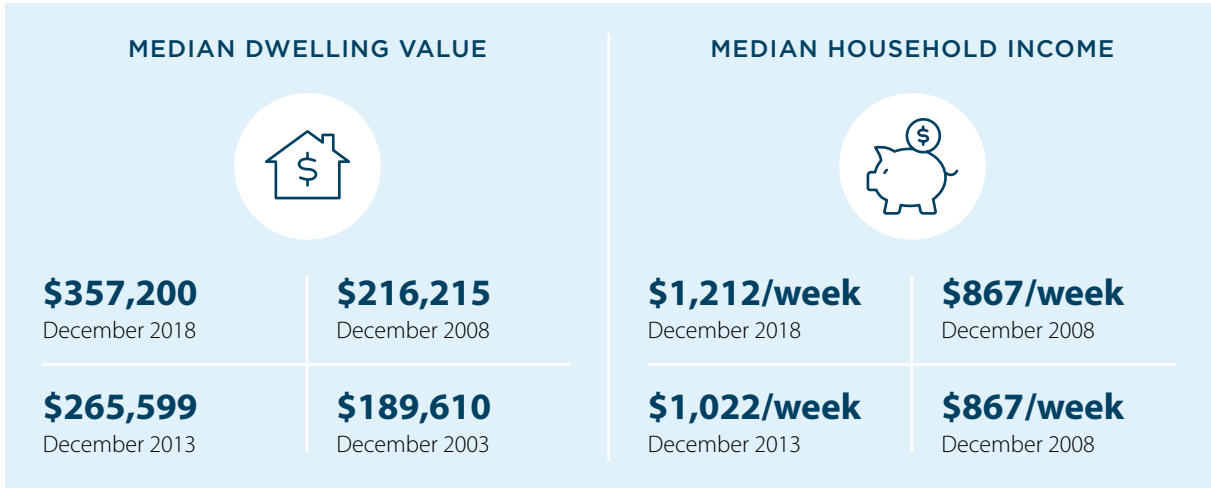 MEDIAN DWELLING VALUE
$
$357,200
December 2018
$216,215
December 2008
$265,599
December 2013
$189,610
December 2003
MEDIAN HOUSEHOLD INCOME
$
$1,212/week
December 2018
$867/week
December 2008
$1,022/week
December 2013
$867/week
December 2008